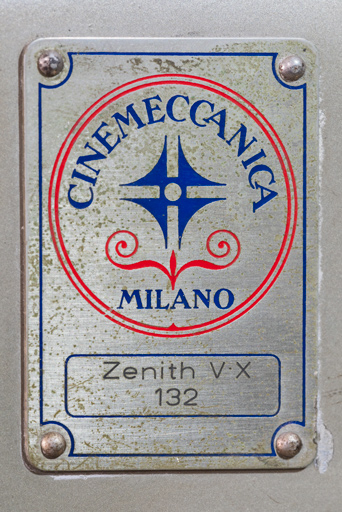 CINEMECCANICA
MILANO
Zenith V·X
132